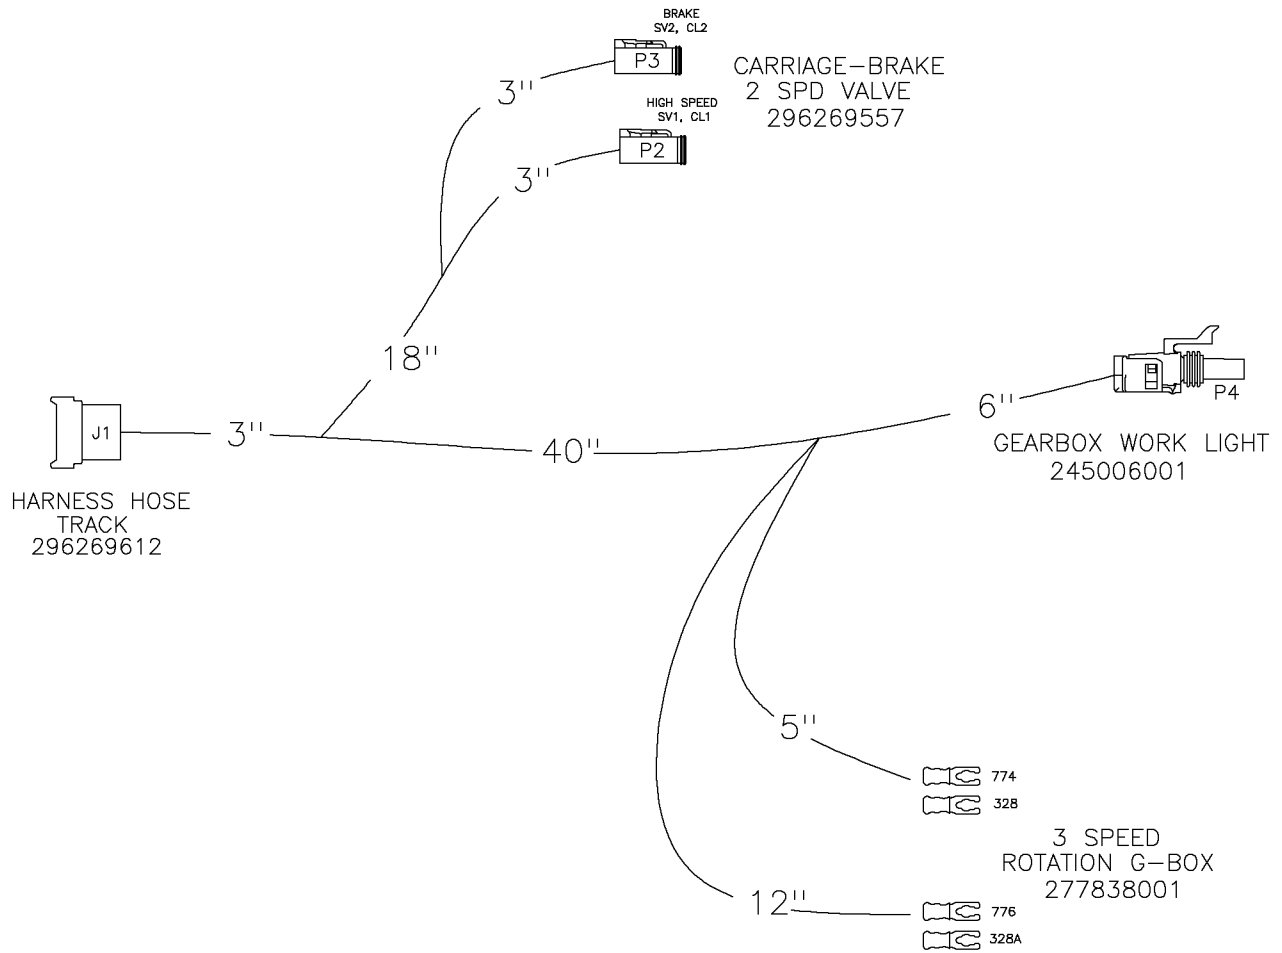 BRAKE
SV2, CL2
P3
CARRIAGE-BRAKE
2 SPD VALVE
296269557
3"
HIGH SPEED
SV1, CL1
P2
3"
18"
J1
3"
40"
6"
P4
GEARBOX WORK LIGHT
245006001
HARNESS HOSE
TRACK
296269612
5"
774
328
3 SPEED
ROTATION G-BOX
277838001
12"
776
328A